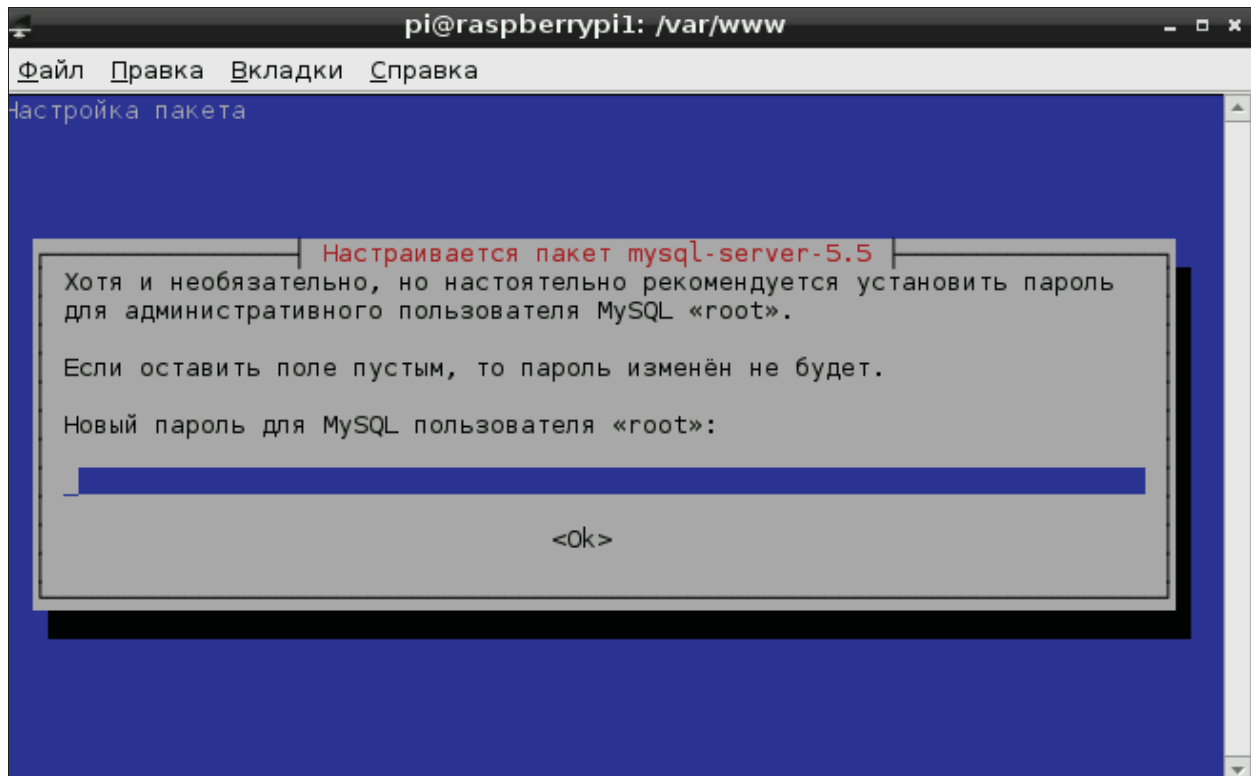 pi@raspberrypi1: /var/www
Файл Правка Вкладки Справка
Настройка пакета
Настраивается пакет mysql-server-5.5
Хотя и необязательно, но настоятельно рекомендуется установить пароль
для административного пользователя MySQL «root».
Если оставить поле пустым, то пароль изменён не будет.
Новый пароль для MySQL пользователя «root»:
<Ok>